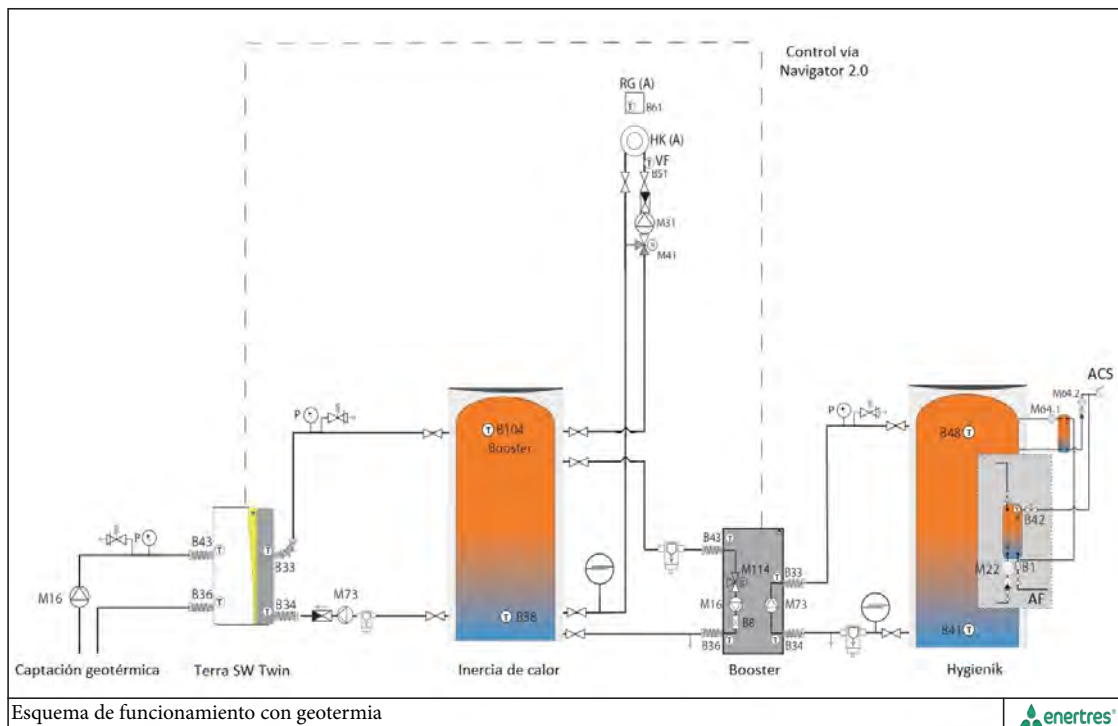 Control vía
Navigator 2.0
RG (A)
B61
HK (A)
VF
B51
M31
M41
ACS
M64.2
M64.1
P
B104
Booster
P
B48
P
B43
B33
B42
B43
M114
B33
M22
B1
M16
B36
B34
M73
B38
M16
M73
B8
AF
B36
B34
B41
Captación geotérmica
Terra SW Twin
Inercia de calor
Booster
Hygienik
Esquema de funcionamiento con geotermia
enertres